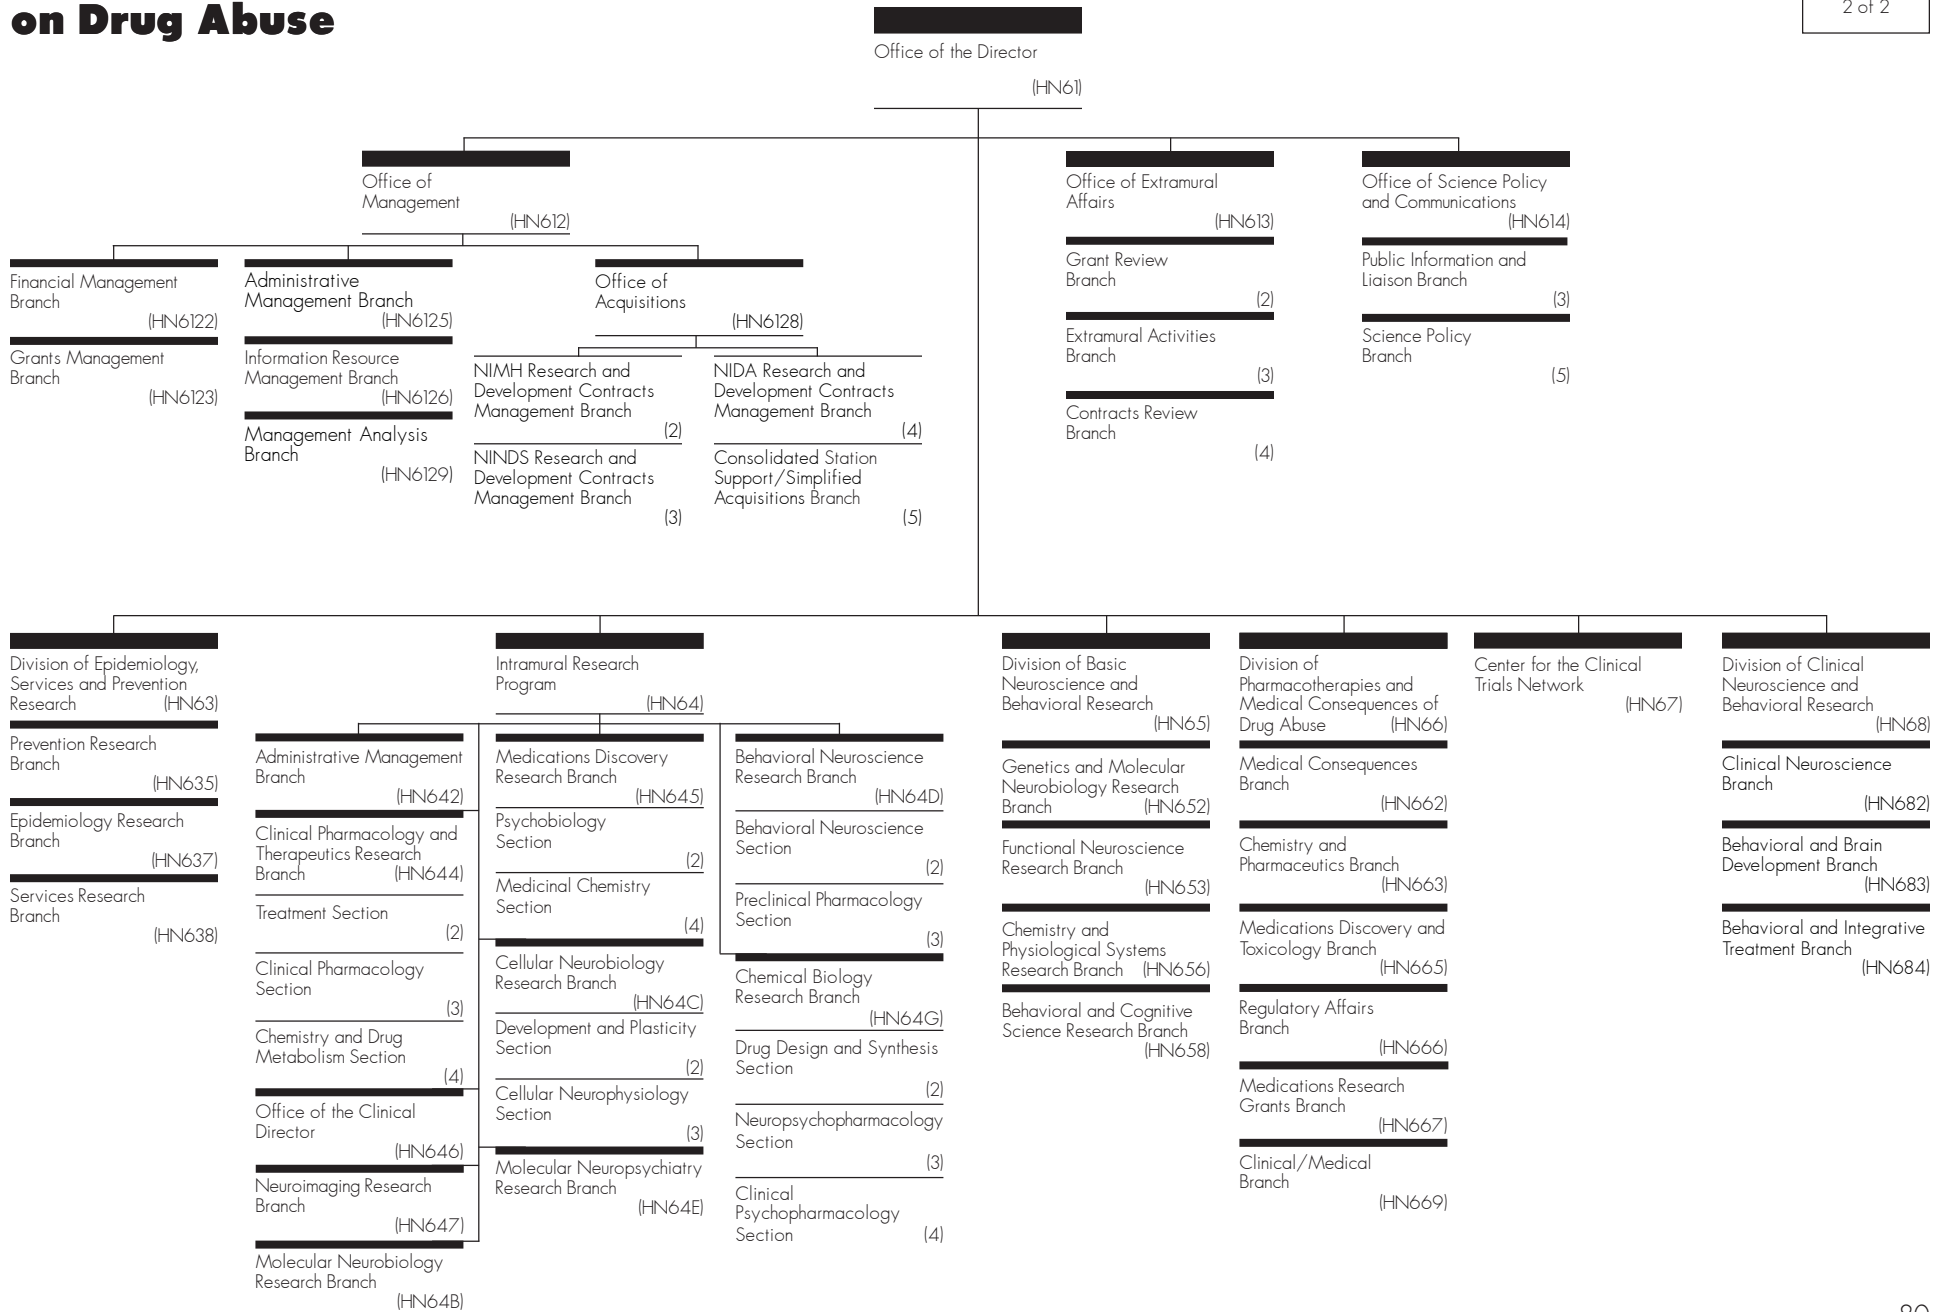 on Drug Abuse
2 of 2
Office of the Director
(HN61)
Office of
Management
(HN612)
Office of Extramural
Affairs
(HN613)
Office of Science Policy
and Communications
(HN614)
Financial Management
Branch
(HN6122)
Grants Management
Branch
(HN6123)
Administrative
Management Branch
(HN6125)
Information Resource
Management Branch
(HN6126)
Management Analysis
Branch
(HN6129)
Office of
Acquisitions
(HN6128)
NIMH Research and
Development Contracts
Management Branch
(2)
NINDS Research and
Development Contracts
Management Branch
(3)
NIDA Research and
Development Contracts
Management Branch
(4)
Consolidated Station
Support/Simplified
Acquisitions Branch
(5)
Grant Review
Branch
(2)
Extramural Activities
Branch
(3)
Contracts Review
Branch
(4)
Public Information and
Liaison Branch
(3)
Science Policy
Branch
(5)
Division of Epidemiology,
Services and Prevention
Research (HN63)
Prevention Research
Branch
(HN635)
Epidemiology Research
Branch
(HN637)
Services Research
Branch
(HN638)
Intramural Research
Program
(HN64)
Administrative Management
Branch
(HN642)
Clinical Pharmacology and
Therapeutics Research
Branch (HN644)
Treatment Section
(2)
Clinical Pharmacology
Section
(3)
Chemistry and Drug
Metabolism Section
(4)
Office of the Clinical
Director
(HN646)
Neuroimaging Research
Branch
(HN647)
Molecular Neurobiology
Research Branch
(HN64B)
Medications Discovery
Research Branch
(HN645)
Psychobiology
Section
(2)
Medicinal Chemistry
Section
(4)
Cellular Neurobiology
Research Branch
(HN64C)
Development and Plasticity
Section
(2)
Cellular Neurophysiology
Section
(3)
Molecular Neuropsychiatry
Research Branch
(HN64E)
Behavioral Neuroscience
Research Branch
(HN64D)
Behavioral Neuroscience
Section
(2)
Preclinical Pharmacology
Section
(3)
Chemical Biology
Research Branch
(HN64G)
Drug Design and Synthesis
Section
(2)
Neuropsychopharmacology
Section
(3)
Clinical
Psychopharmacology
Section (4)
Division of Basic
Neuroscience and
Behavioral Research
(HN65)
Genetics and Molecular
Neurobiology Research
Branch (HN652)
Functional Neuroscience
Research Branch
(HN653)
Chemistry and
Physiological Systems
Research Branch (HN656)
Behavioral and Cognitive
Science Research Branch
(HN658)
Division of
Pharmacotherapies and
Medical Consequences of
Drug Abuse (HN66)
Medical Consequences
Branch
(HN662)
Chemistry and
Pharmaceutics Branch
(HN663)
Medications Discovery and
Toxicology Branch
(HN665)
Regulatory Affairs
Branch
(HN666)
Medications Research
Grants Branch
(HN667)
Clinical/Medical
Branch
(HN669)
Center for the Clinical
Trials Network
(HN67)
Division of Clinical
Neuroscience and
Behavioral Research
(HN68)
Clinical Neuroscience
Branch
(HN682)
Behavioral and Brain
Development Branch
(HN683)
Behavioral and Integrative
Treatment Branch
(HN684)